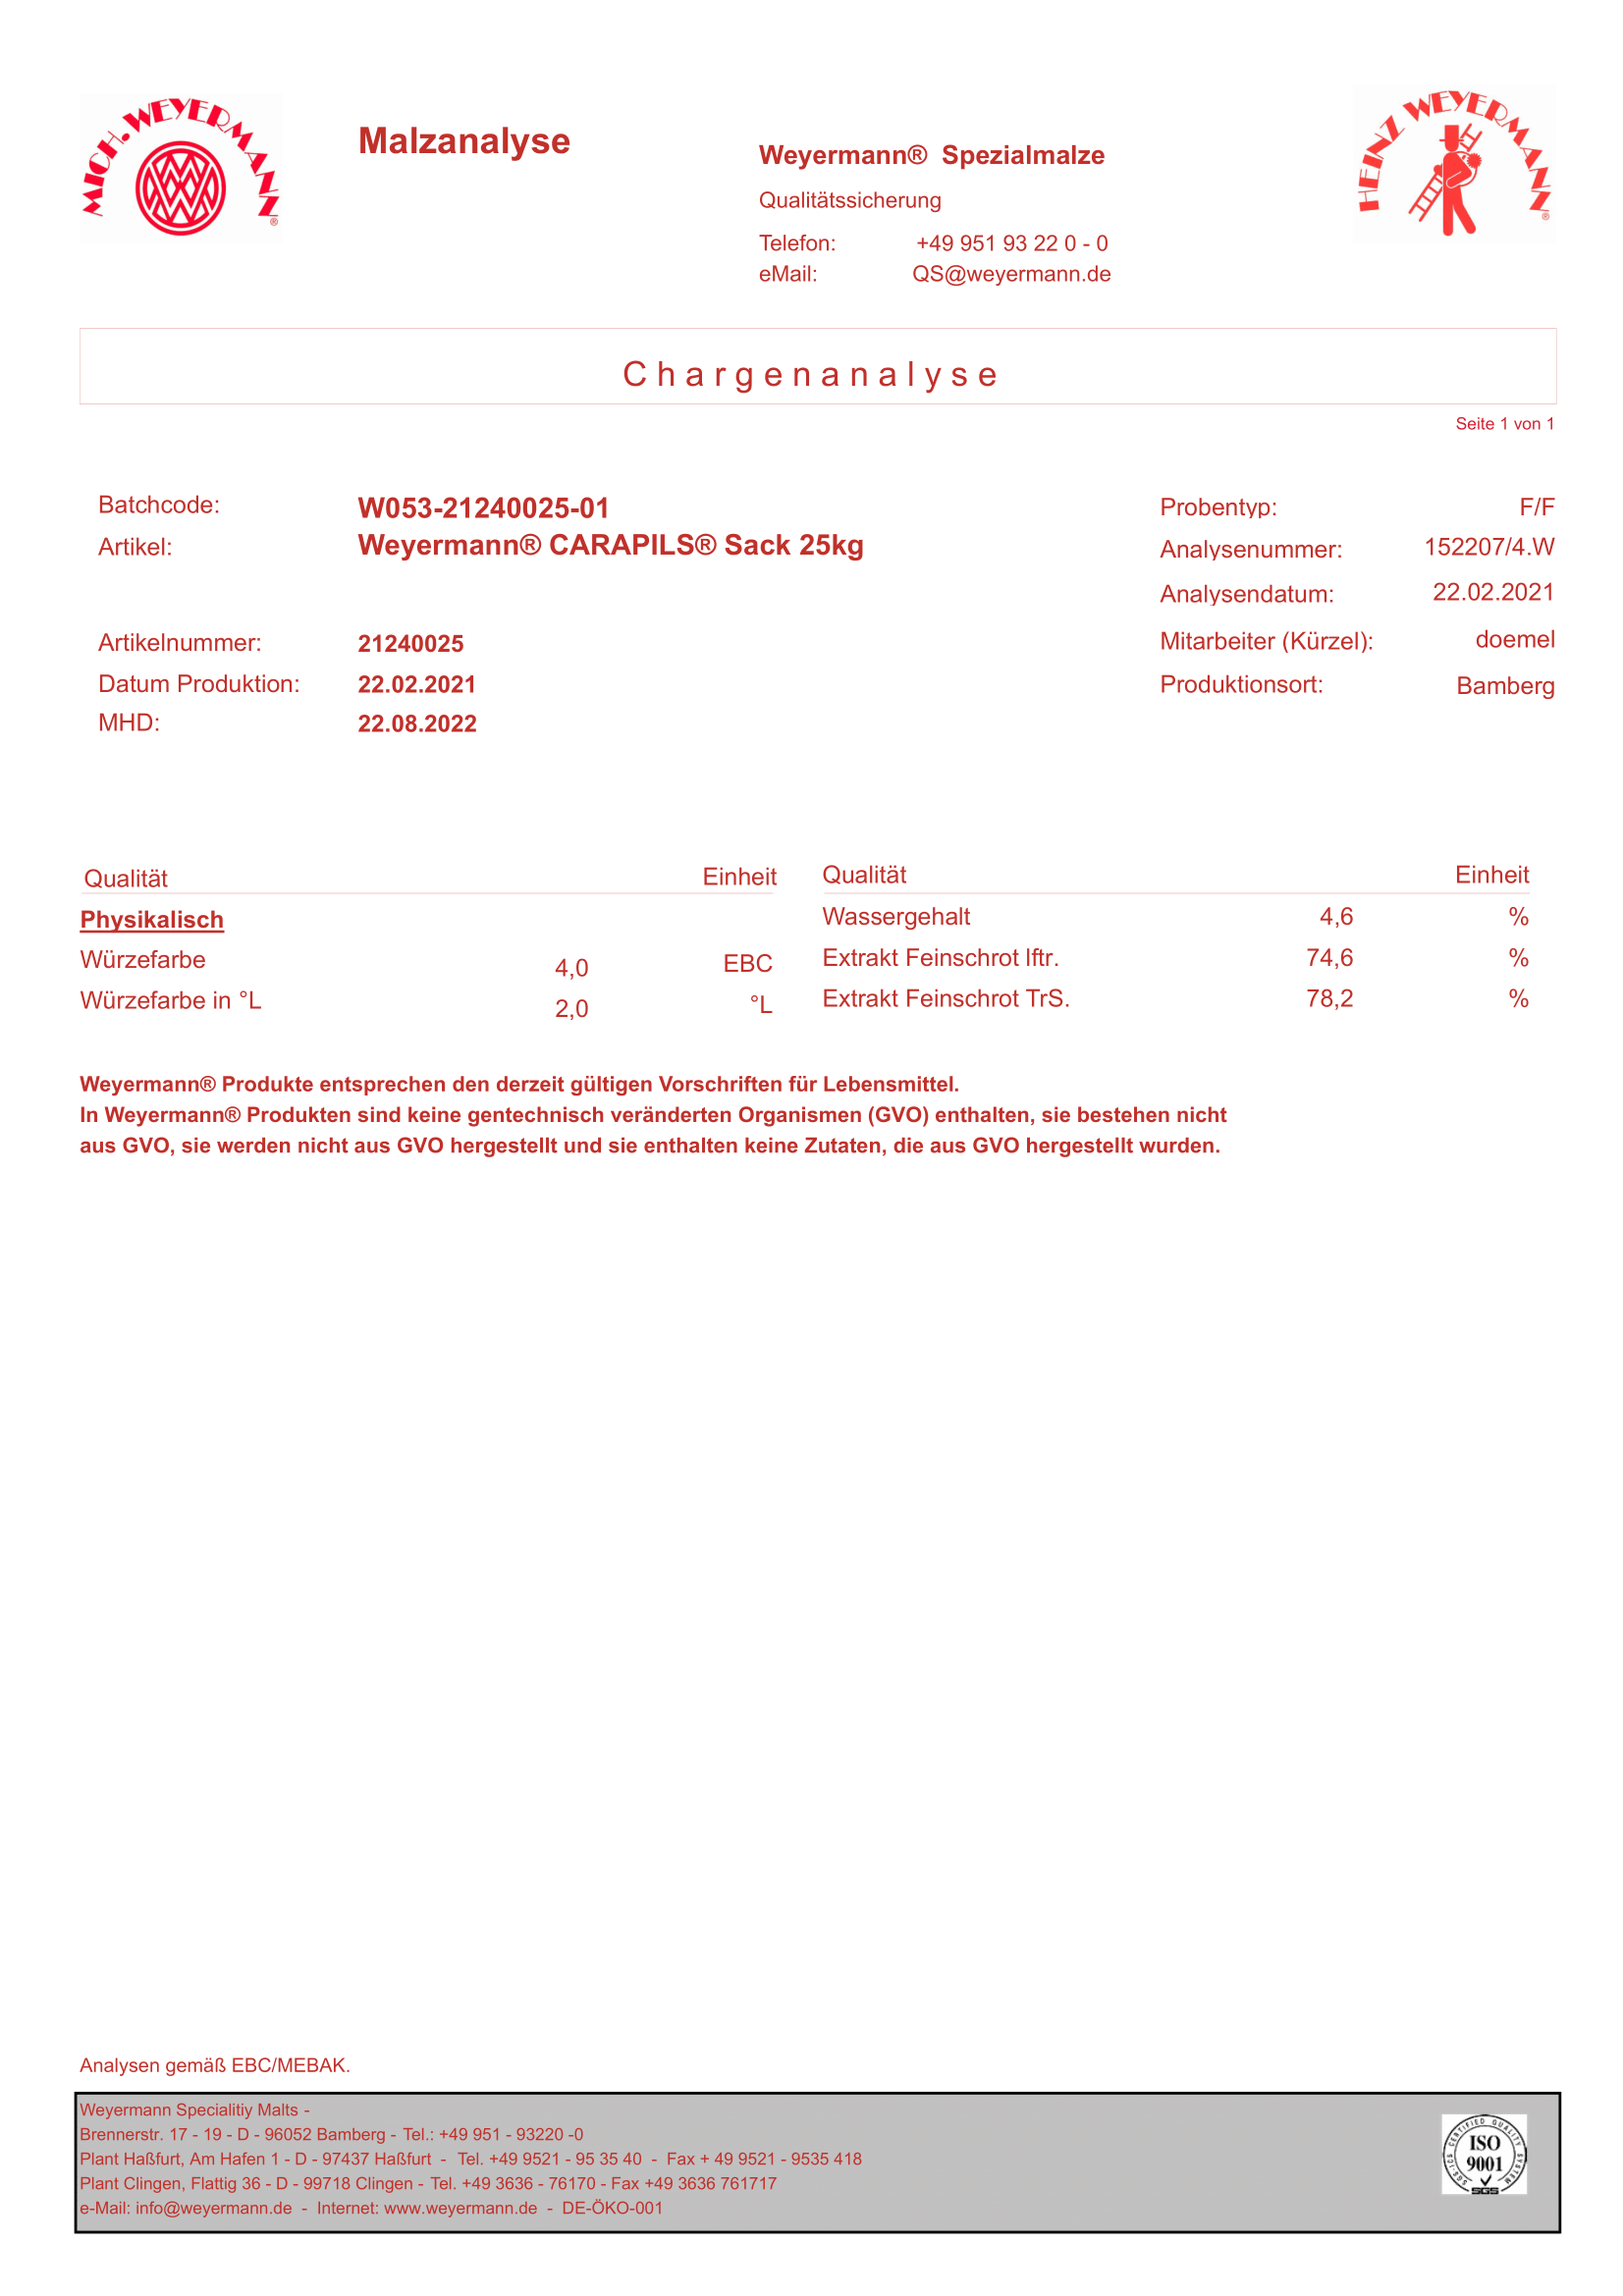 MICH. WEYERMANN®
Malzanalyse
HEINZ WEYERMANN®
Weyermann® Spezialmalze
Qualitätssicherung
Telefon: +49 951 93 22 0 - 0
eMail: QS@weyermann.de
Chargenanalyse
Seite 1 von 1
Batchcode: W053-21240025-01
Artikel: Weyermann® CARAPILS® Sack 25kg
Artikelnummer: 21240025
Datum Produktion: 22.02.2021
MHD: 22.08.2022
Probentyp: F/F
Analysenummer: 152207/4.W
Analysendatum: 22.02.2021
Mitarbeiter (Kürzel): doemel
Produktionsort: Bamberg
Qualität Einheit
Physikalisch
Würzefarbe 4,0 EBC
Würzefarbe in °L 2,0 °L
Qualität Einheit
Wassergehalt 4,6 %
Extrakt Feinschrot lftr. 74,6 %
Extrakt Feinschrot TrS. 78,2 %
Weyermann® Produkte entsprechen den derzeit gültigen Vorschriften für Lebensmittel.
In Weyermann® Produkten sind keine gentechnisch veränderten Organismen (GVO) enthalten, sie bestehen nicht
aus GVO, sie werden nicht aus GVO hergestellt und sie enthalten keine Zutaten, die aus GVO hergestellt wurden.
Analysen gemäß EBC/MEBAK.
Weyermann Specialitiy Malts -
Brennerstr. 17 - 19 - D - 96052 Bamberg - Tel.: +49 951 - 93220 -0
Plant Haßfurt, Am Hafen 1 - D - 97437 Haßfurt - Tel. +49 9521 - 95 35 40 - Fax + 49 9521 - 9535 418
Plant Clingen, Flattig 36 - D - 99718 Clingen - Tel. +49 3636 - 76170 - Fax +49 3636 761717
e-Mail: info@weyermann.de - Internet: www.weyermann.de - DE-ÖKO-001
SGS-ICS CERTIFIED QUALITY SYSTEM
ISO
9001
SGS